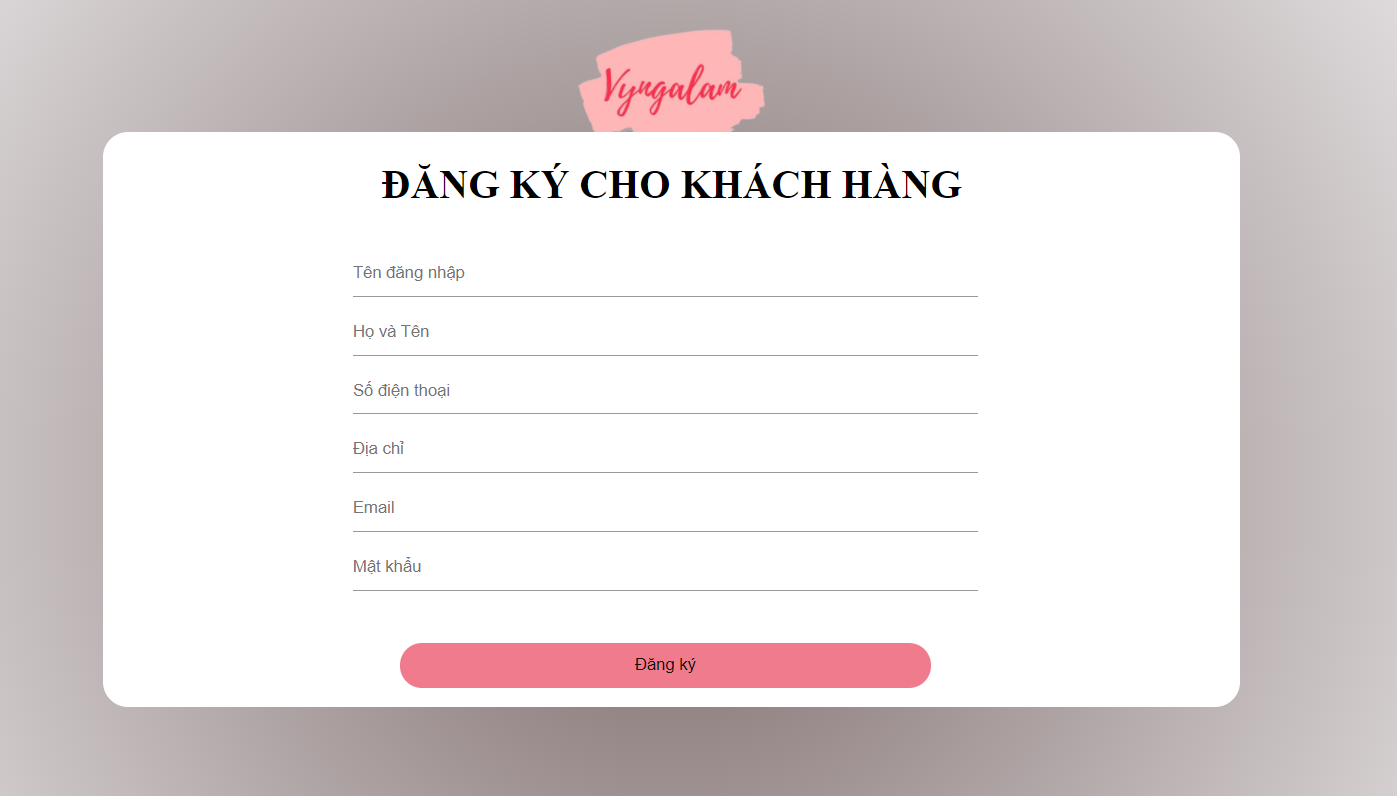 Vyngalam
ĐĂNG KÝ CHO KHÁCH HÀNG
Tên đăng nhập
Họ và Tên
Số điện thoại
Địa chỉ
Email
Mật khẩu
Đăng ký